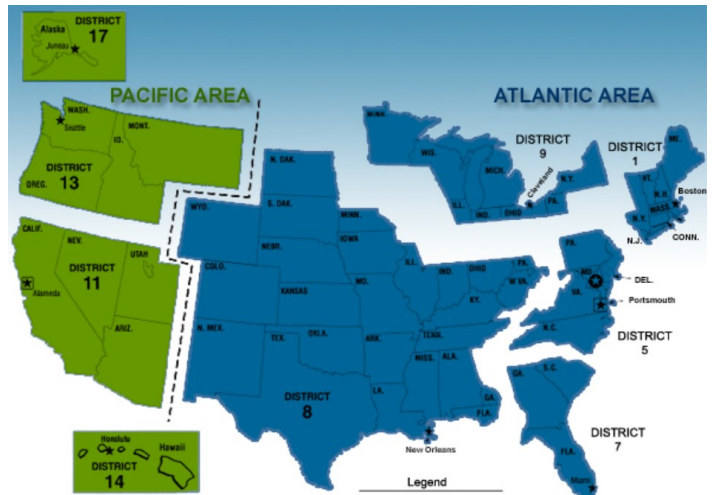 Alaska
Juneau
DISTRICT
17
PACIFIC AREA
ATLANTIC AREA
WASH.
Seattle
MONT.
ID.
DISTRICT
13
OREG.
MINN.
WIS.
MICH.
DISTRICT
9
Cleveland
N.Y.
PA.
ILL.
IND.
OHIO
DISTRICT
1
ME.
VT.
N.H.
Boston
MASS.
N.Y.
N.J.
CONN.
CALIF.
NEV.
UTAH
DISTRICT
11
Alameda
ARIZ.
N. DAK.
S. DAK.
WYO.
MINN.
NEBR.
IOWA
COLO.
ILL.
IND.
OHIO
PA.
W VA.
KANSAS
MO.
KY.
N. MEX.
OKLA.
TEX.
ARK.
TENN.
MISS.
ALA.
LA.
GA.
FLA.
DISTRICT
8
New Orleans
PA.
MD.
DEL.
VA.
Portsmouth
N.C.
DISTRICT
5
GA.
S.C.
DISTRICT
7
FLA.
Miami
Honolulu
Hawaii
DISTRICT
14
Legend